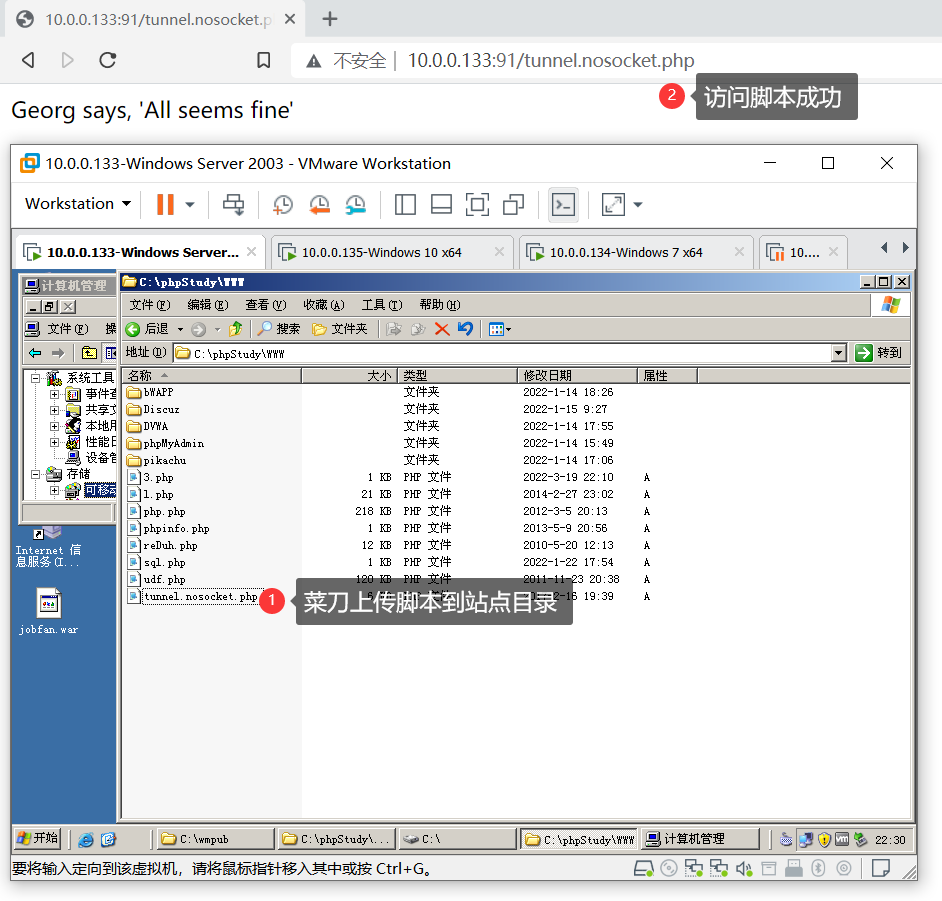 10.0.0.133:91/tunnel.nosocket.p
不安全 | 10.0.0.133:91/tunnel.nosocket.php
2 访问脚本成功
Georg says, 'All seems fine'
10.0.0.133-Windows Server 2003 - VMware Workstation
Workstation
10.0.0.133-Windows Server... 10.0.0.135-Windows 10 x64 10.0.0.134-Windows 7 x64 10....
计算机管理
C:\phpStudy\WWW
文件(F) 编辑(E) 查看(V) 收藏(A) 工具(T) 帮助(H)
文件(F) 操
后退 搜索 文件夹
地址(D) C:\phpStudy\WWW 转到
名称 大小 类型 修改日期 属性
系统工具
事件查
共享文
本地用
性能日
设备管
存储
可移动
bWAPP 文件夹 2022-1-14 18:26
Discuz 文件夹 2022-1-15 9:27
DVWA 文件夹 2022-1-14 17:55
phpMyAdmin 文件夹 2022-1-14 15:49
pikachu 文件夹 2022-1-14 17:06
3.php 1 KB PHP 文件 2022-3-19 22:10 A
21 KB PHP 文件 2014-2-27 23:02 A
php.php 218 KB PHP 文件 2012-3-5 20:13 A
phpinfo.php 1 KB PHP 文件 2013-5-9 20:56 A
reDuh.php 12 KB PHP 文件 2010-5-20 12:13 A
sql.php 1 KB PHP 文件 2022-1-22 17:54 A
udf.php 120 KB PHP 文件 2011-11-23 20:38 A
tunnel.nosocket.php 16 19:39 A
1 菜刀上传脚本到站点目录
Internet 信
息服务(I...
jobfan.war
开始 C:\wmpub C:\phpStudy\... C:\ C:\phpStudy\WWW 计算机管理 22:30
要将输入定向到该虚拟机，请将鼠标指针移入其中或按 Ctrl+G。